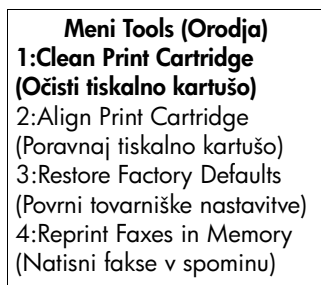 Meni Tools (Orodja)
1:Clean Print Cartridge
(Očisti tiskalno kartušo)
2:Align Print Cartridge
(Poravnaj tiskalno kartušo)
3:Restore Factory Defaults
(Povrni tovarniške nastavitve)
4:Reprint Faxes in Memory
(Natisni fakse v spominu)